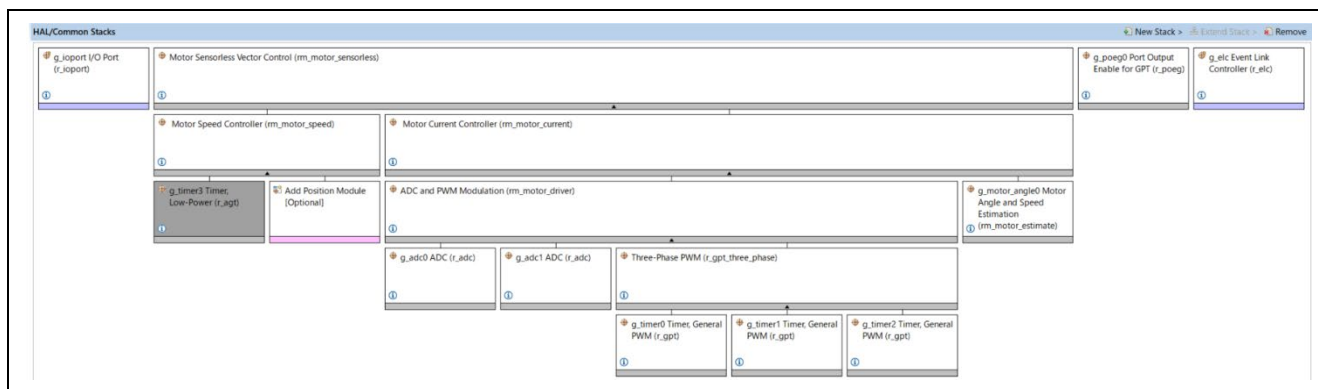 HAL/Common Stacks
New Stack > Extend Stack > Remove
g_ioport I/O Port
(r_ioport)
Motor Sensorless Vector Control (rm_motor_sensorless)
g_poeg0 Port Output
Enable for GPT (r_poeg)
g_elc Event Link
Controller (r_elc)
Motor Speed Controller (rm_motor_speed)
Motor Current Controller (rm_motor_current)
g_timer3 Timer,
Low-Power (r_agt)
Add Position Module
[Optional]
ADC and PWM Modulation (rm_motor_driver)
g_motor_angle0 Motor
Angle and Speed
Estimation
(rm_motor_estimate)
g_adc0 ADC (r_adc)
g_adc1 ADC (r_adc)
Three-Phase PWM (r_gpt_three_phase)
g_timer0 Timer, General
PWM (r_gpt)
g_timer1 Timer, General
PWM (r_gpt)
g_timer2 Timer, General
PWM (r_gpt)